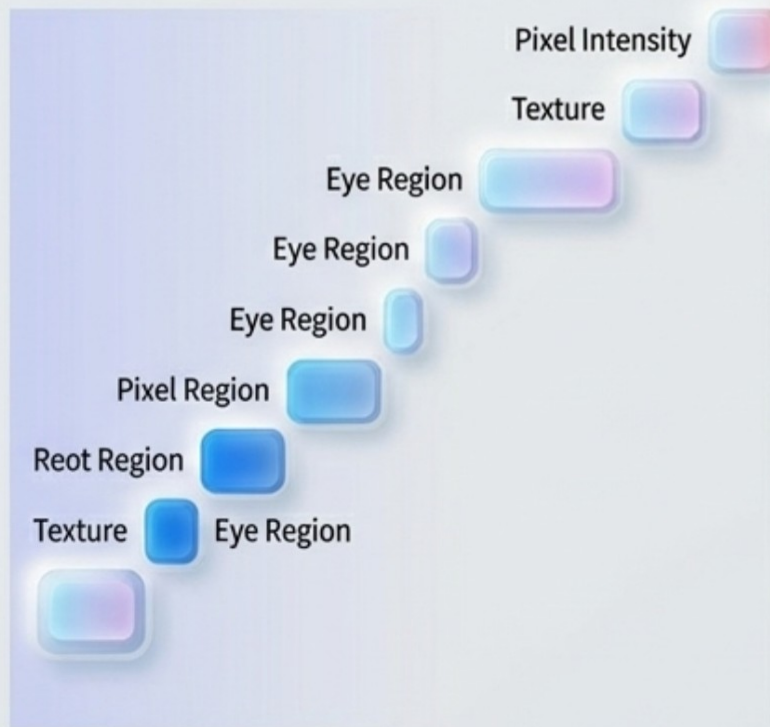 Pixel Intensity
Texture
Eye Region
Eye Region
Eye Region
Pixel Region
Reot Region
Texture Eye Region